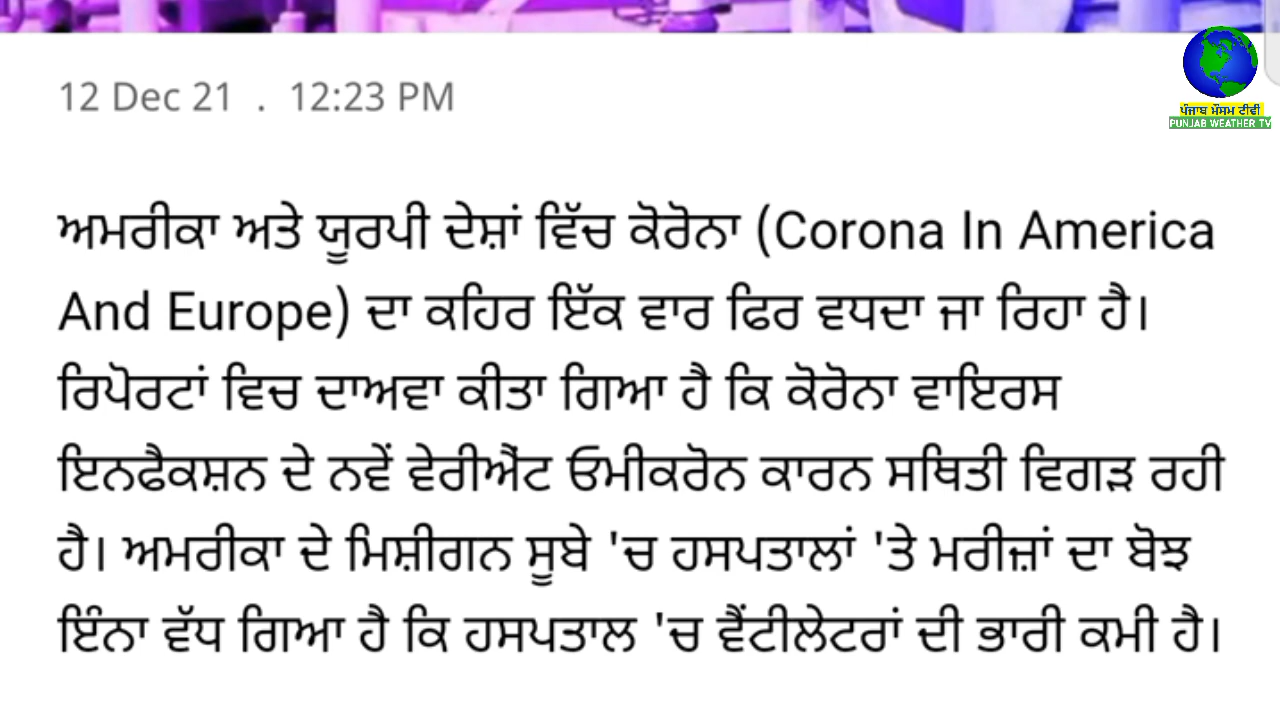 12 Dec 21 . 12:23 PM
ਪੰਜਾਬ ਮੌਸਮ ਟੀਵੀ
PUNJAB WEATHER TV
ਅਮਰੀਕਾ ਅਤੇ ਯੂਰਪੀ ਦੇਸ਼ਾਂ ਵਿੱਚ ਕੋਰੋਨਾ (Corona In America
And Europe) ਦਾ ਕਹਿਰ ਇੱਕ ਵਾਰ ਫਿਰ ਵਧਦਾ ਜਾ ਰਿਹਾ ਹੈ।
ਰਿਪੋਰਟਾਂ ਵਿਚ ਦਾਅਵਾ ਕੀਤਾ ਗਿਆ ਹੈ ਕਿ ਕੋਰੋਨਾ ਵਾਇਰਸ
ਇਨਫੈਕਸ਼ਨ ਦੇ ਨਵੇਂ ਵੇਰੀਐਂਟ ਓਮੀਕਰੋਨ ਕਾਰਨ ਸਥਿਤੀ ਵਿਗੜ ਰਹੀ
ਹੈ। ਅਮਰੀਕਾ ਦੇ ਮਿਸ਼ੀਗਨ ਸੂਬੇ 'ਚ ਹਸਪਤਾਲਾਂ 'ਤੇ ਮਰੀਜ਼ਾਂ ਦਾ ਬੋਝ
ਇੰਨਾ ਵੱਧ ਗਿਆ ਹੈ ਕਿ ਹਸਪਤਾਲ 'ਚ ਵੈਂਟੀਲੇਟਰਾਂ ਦੀ ਭਾਰੀ ਕਮੀ ਹੈ।